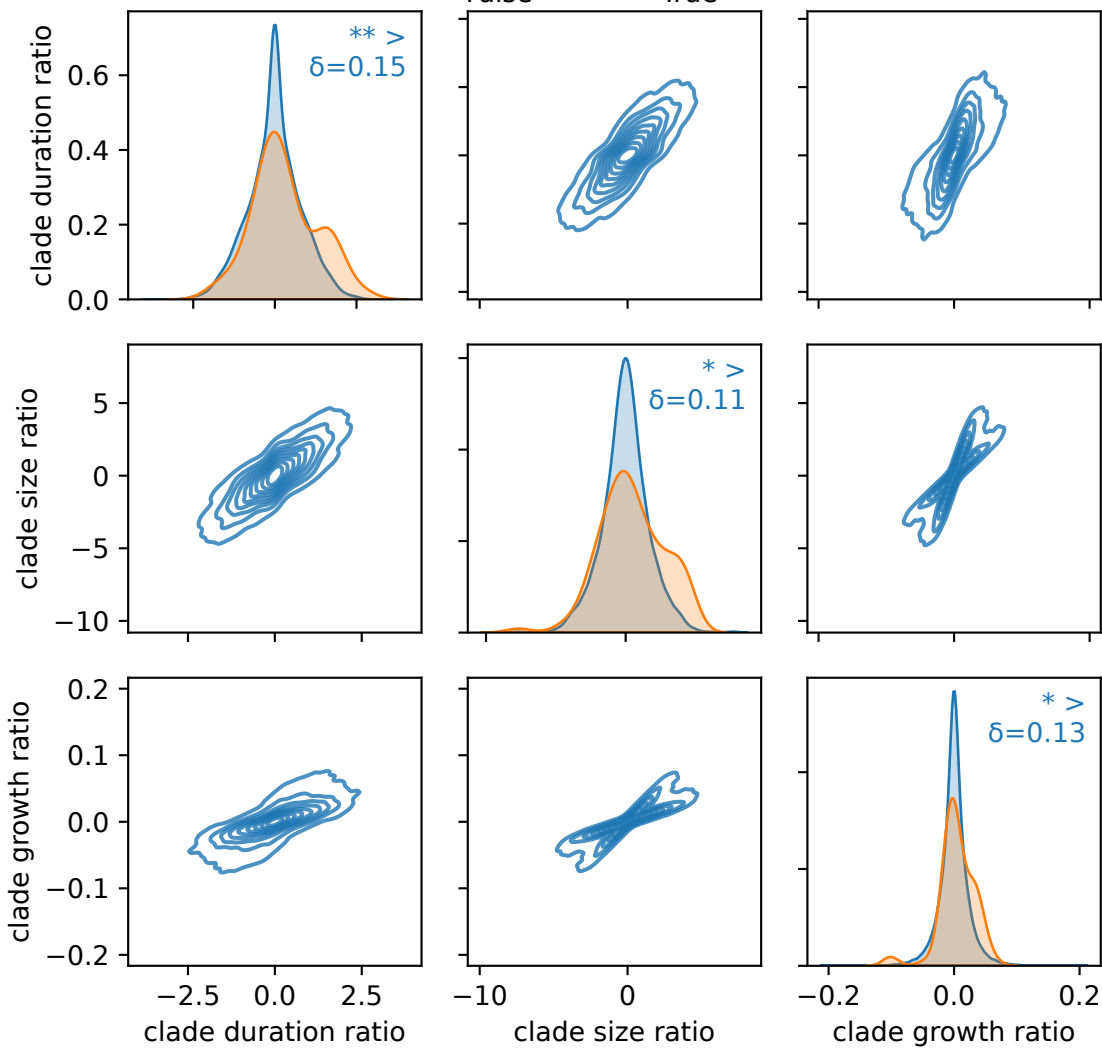 False True
clade duration ratio
0.6
0.4
0.2
0.0
** >
δ=0.15
clade size ratio
5
0
−5
−10
* >
δ=0.11
clade growth ratio
0.2
0.1
0.0
−0.1
−0.2
* >
δ=0.13
−2.5 0.0 2.5
−10 0
−0.2 0.0 0.2
clade duration ratio
clade size ratio
clade growth ratio